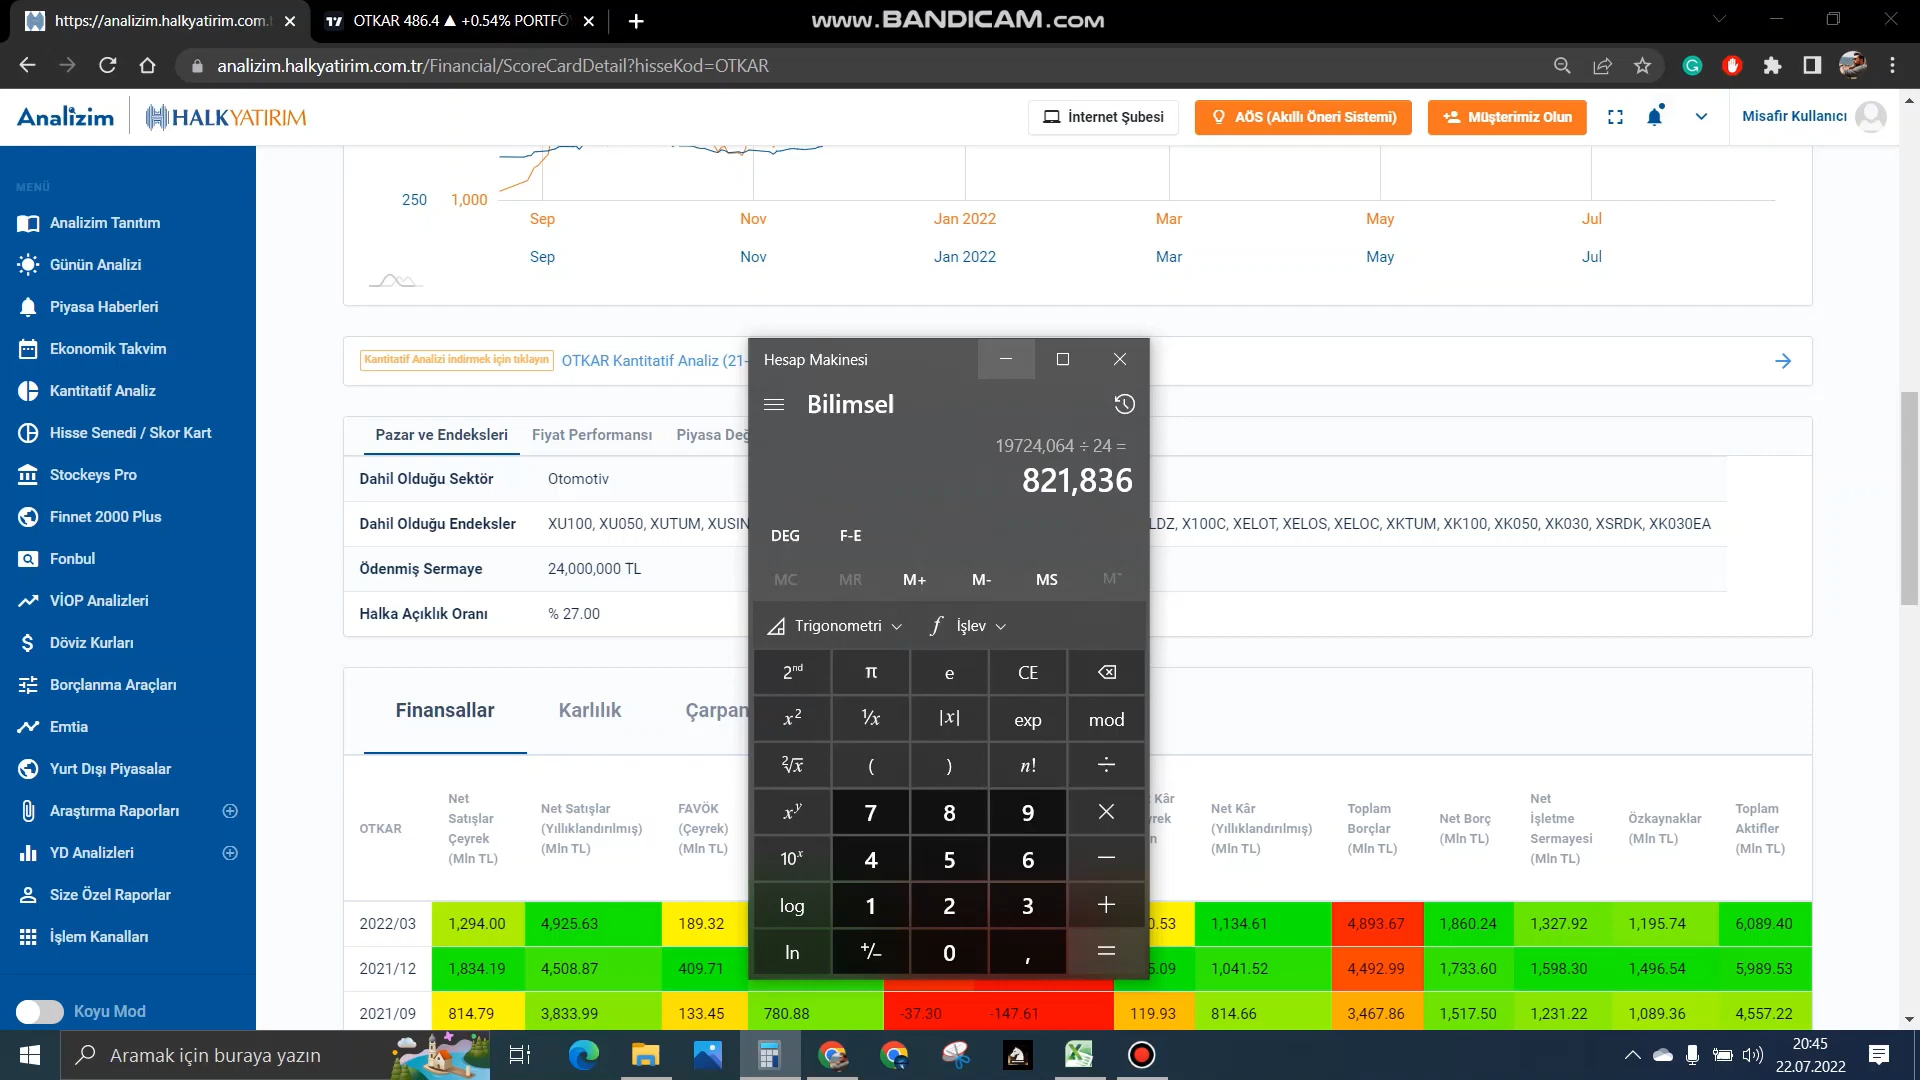 https://analizim.halkyatirim.com.
OTKAR 486.4 ▲ +0.54% PORTFÖ
www.BANDICAM.com
analizim.halkyatirim.com.tr/Financial/ScoreCardDetail?hisseKod=OTKAR
Analizim
HALKYATIRIM
İnternet Şubesi
AÖS (Akıllı Öneri Sistemi)
Müşterimiz Olun
Misafir Kullanıcı
MENÜ
Analizim Tanıtım
Günün Analizi
Piyasa Haberleri
Ekonomik Takvim
Kantitatif Analiz
Hisse Senedi / Skor Kart
Stockeys Pro
Finnet 2000 Plus
Fonbul
VİOP Analizleri
Döviz Kurları
Borçlanma Araçları
Emtia
Yurt Dışı Piyasalar
Araştırma Raporları
YD Analizleri
Size Özel Raporlar
İşlem Kanalları
Koyu Mod
250 1,000
Sep Nov Jan 2022 Mar May Jul
Sep Nov Jan 2022 Mar May Jul
Kantitatif Analizi indirmek için tıklayın OTKAR Kantitatif Analiz (21-
Pazar ve Endeksleri Fiyat Performansı Piyasa Değ
Dahil Olduğu Sektör Otomotiv
Dahil Olduğu Endeksler XU100, XU050, XUTUM, XUSIN LDZ, X100C, XELOT, XELOS, XELOC, XKTUM, XK100, XK050, XK030, XSRDK, XK030EA
Ödenmiş Sermaye 24,000,000 TL
Halka Açıklık Oranı % 27.00
Hesap Makinesi
Bilimsel
19724,064 ÷ 24 =
821,836
DEG F-E
MC MR M+ M- MS M˅
Trigonometri f İşlev
2nd π e CE
x² ¹/x |x| exp mod
²√x ( ) n! ÷
xʸ 7 8 9 ×
10ˣ 4 5 6 −
log 1 2 3 +
ln +/− 0 , =
Finansallar Karlılık Çarpan
OTKAR
Net Satışlar Çeyrek (Mln TL)
Net Satışlar (Yıllıklandırılmış) (Mln TL)
FAVÖK (Çeyrek) (Mln TL)
Kâr
Net Kâr (Yıllıklandırılmış) (Mln TL)
Toplam Borçlar (Mln TL)
Net Borç (Mln TL)
Net İşletme Sermayesi (Mln TL)
Özkaynaklar (Mln TL)
Toplam Aktifler (Mln TL)
2022/03 1,294.00 4,925.63 189.32 0.53 1,134.61 4,893.67 1,860.24 1,327.92 1,195.74 6,089.40
2021/12 1,834.19 4,508.87 409.71 5.09 1,041.52 4,492.99 1,733.60 1,598.30 1,496.54 5,989.53
2021/09 814.79 3,833.99 133.45 780.88 -37.30 -147.61 119.93 814.66 3,467.86 1,517.50 1,231.22 1,089.36 4,557.22
Aramak için buraya yazın
20:45
22.07.2022